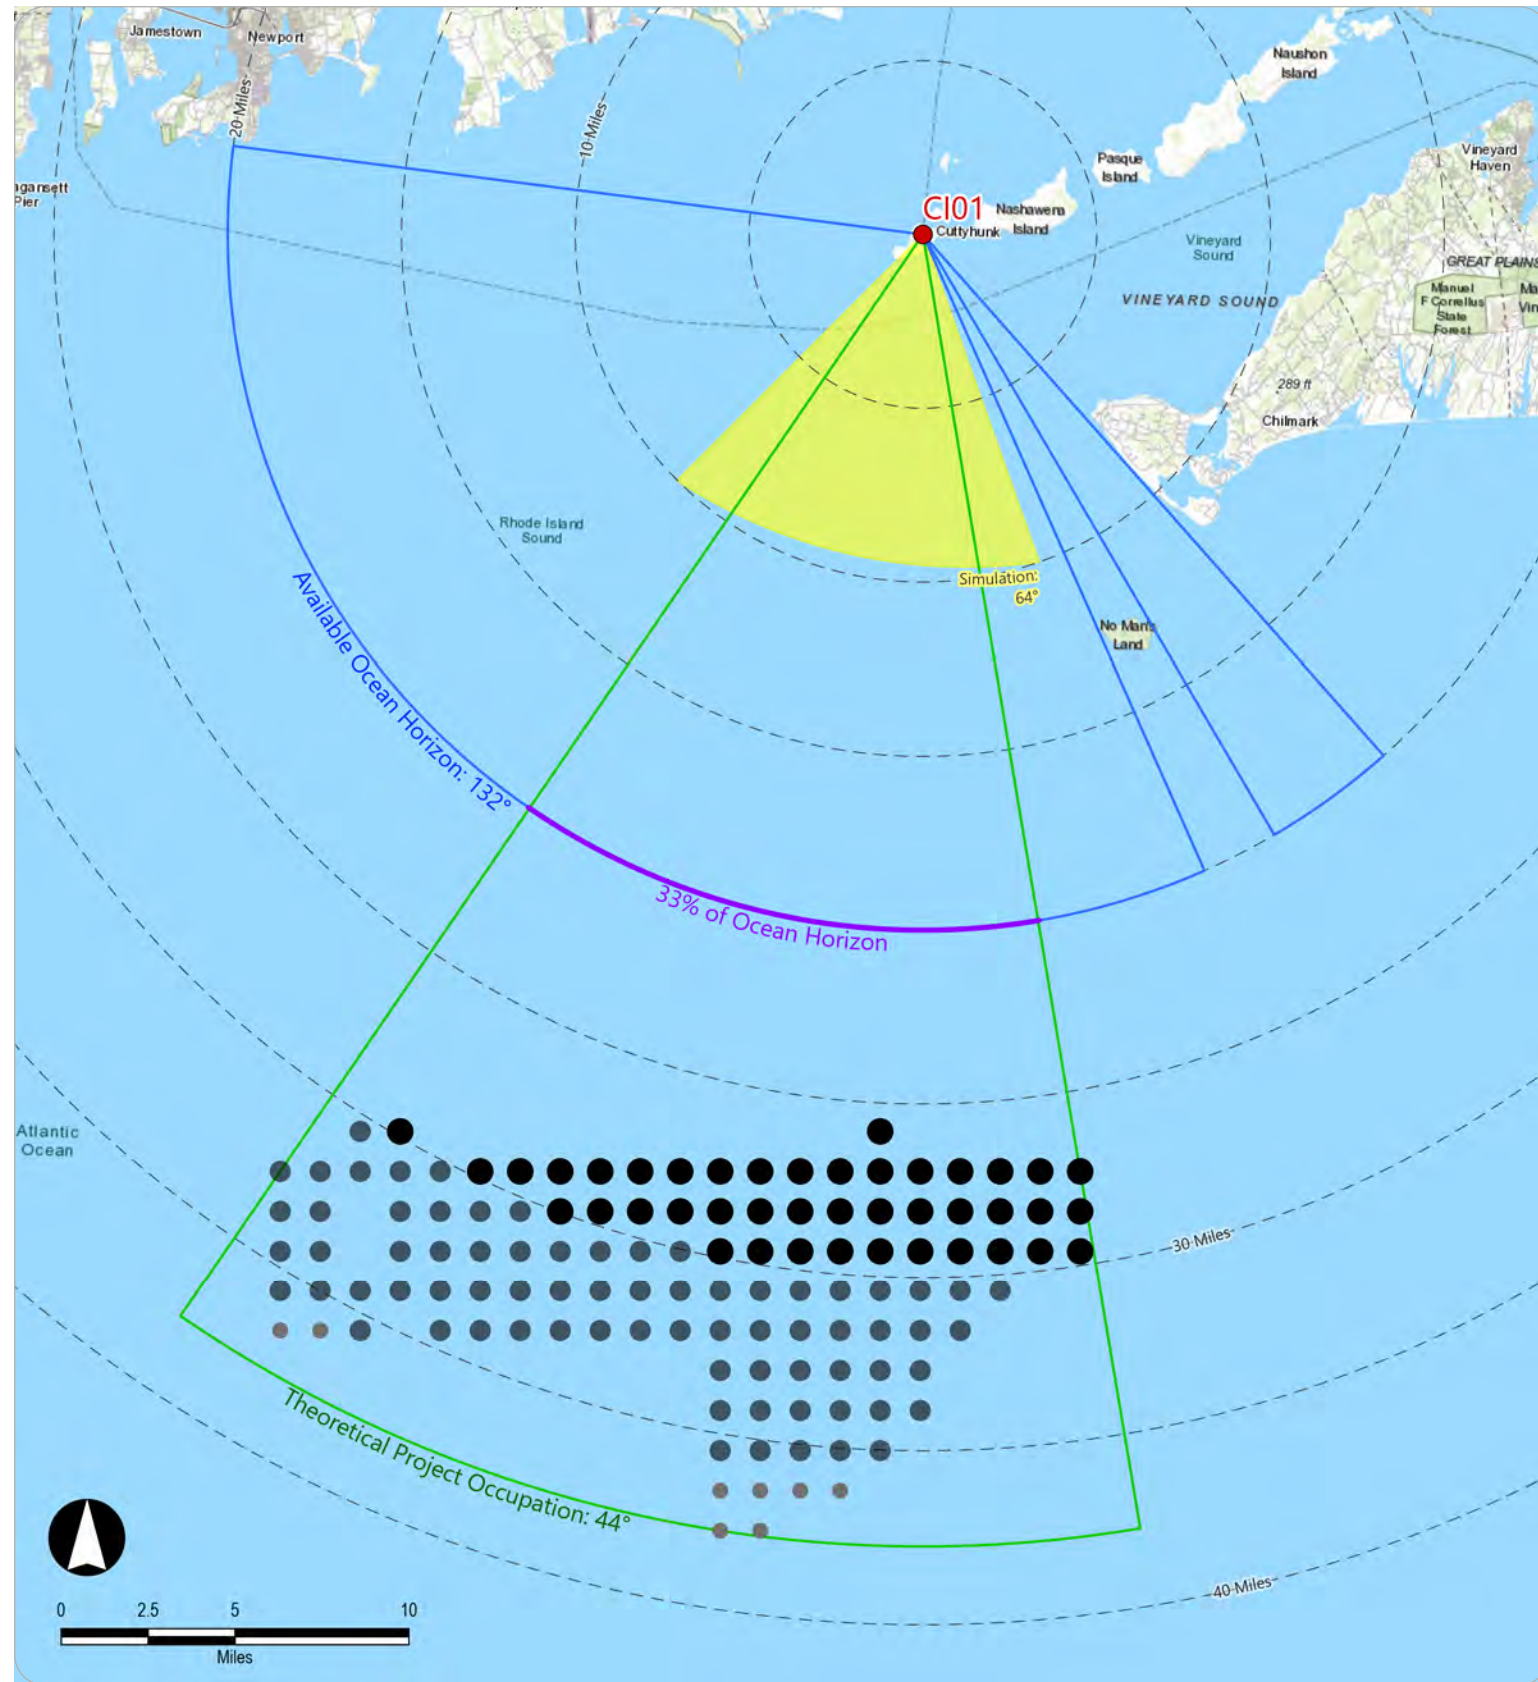 Jamestown
Newport
20 Miles
10 Miles
Naushon
Island
Vineyard
Haven
Pasque
Island
CI01
Nashawena
Island
Cuttyhunk
agansett
Pier
Vineyard
Sound
GREAT PLAINS
VINEYARD SOUND
Manuel
F Correllus
State
Forest
Ma
Vin
289 ft
Chilmark
Rhode Island
Sound
Simulation:
64°
No Man's
Land
Available Ocean Horizon: 132°
33% of Ocean Horizon
Atlantic
Ocean
30 Miles
Theoretical Project Occupation: 44°
40 Miles
0 2.5 5 10
Miles